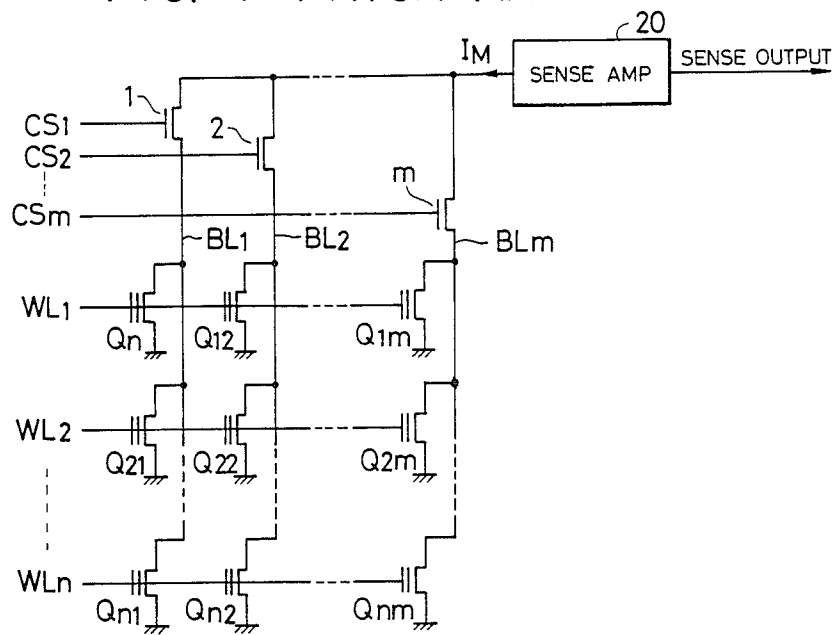 20
IM
SENSE AMP
SENSE OUTPUT
1
CS1
2
CS2
m
CSm
BL1
BL2
BLm
WL1
Qn
Q12
Q1m
WL2
Q21
Q22
Q2m
WLn
Qn1
Qn2
Qnm